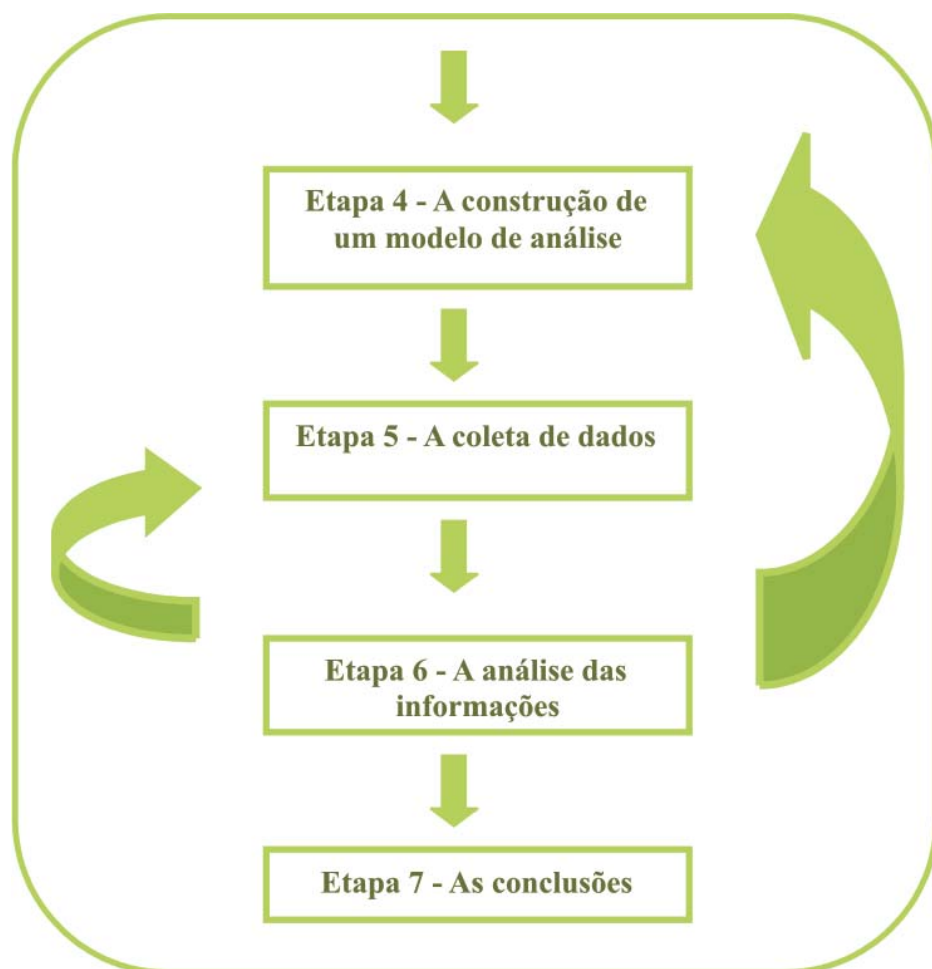 Etapa 4 - A construção de
um modelo de análise
Etapa 5 - A coleta de dados
Etapa 6 - A análise das
informações
Etapa 7 - As conclusões